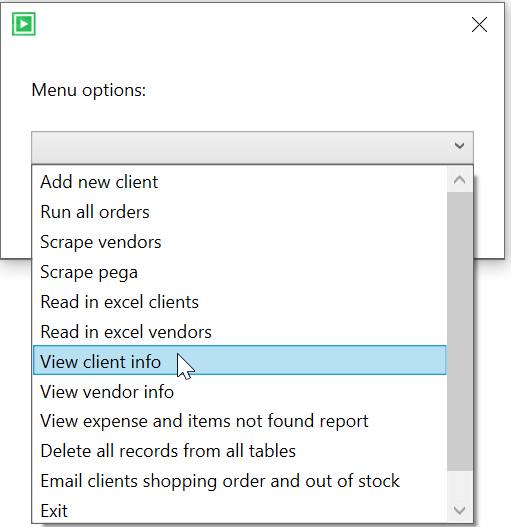 Menu options:
Add new client
Run all orders
Scrape vendors
Scrape pega
Read in excel clients
Read in excel vendors
View client info
View vendor info
View expense and items not found report
Delete all records from all tables
Email clients shopping order and out of stock
Exit